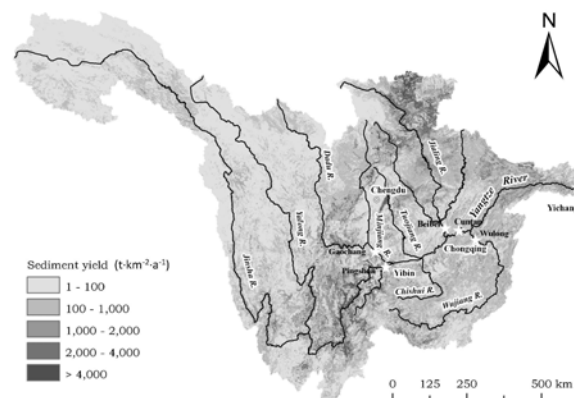 N
Jialing R.
Dadu R.
Chengdu
Minjiang R.
Tuojiang R.
Yangtze River
Beibei
Cuntan
Yichan
Wulong
Chongqing
Yalong R.
Gaochang
Jinsha R.
Pingshan
Yibin
Chishui R.
Wujiang R.
Sediment yield (t·km⁻²·a⁻¹)
1 - 100
100 - 1,000
1,000 - 2,000
2,000 - 4,000
> 4,000
0 125 250 500 km